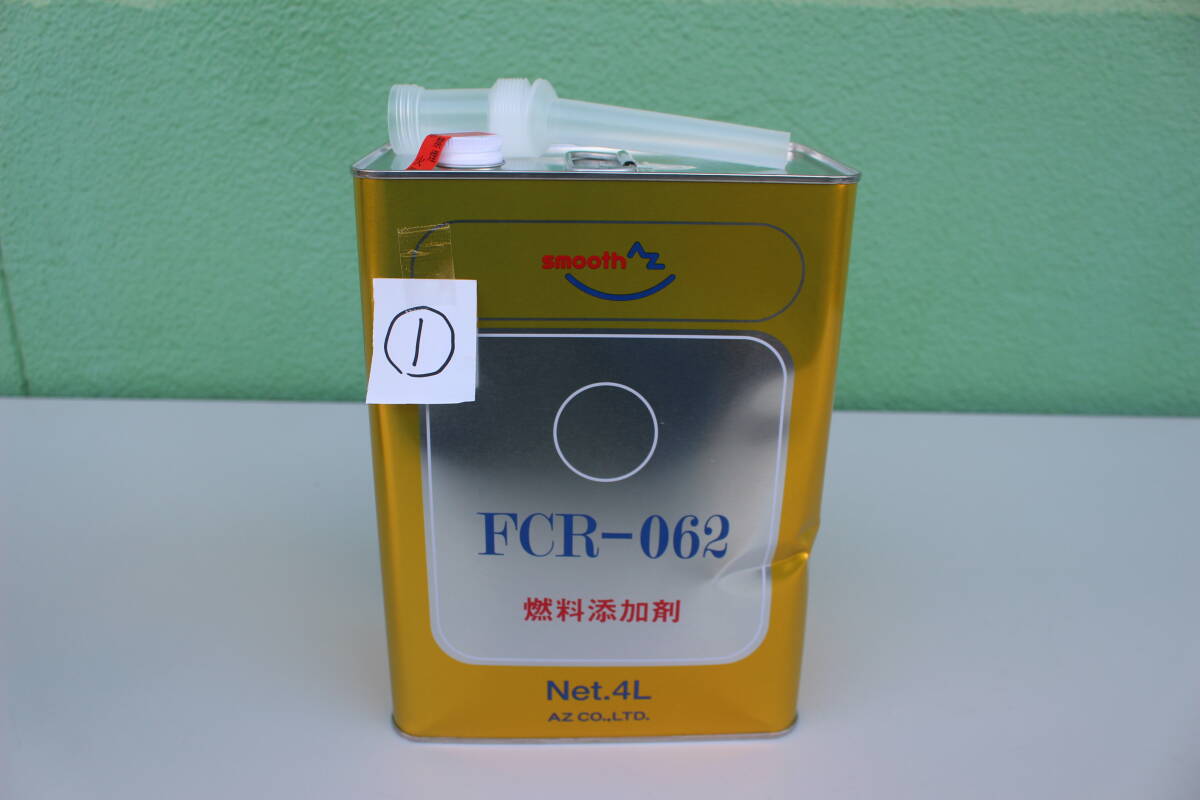 smooth AZ
①
FCR-062
燃料添加剤
Net.4L
AZ CO.,LTD.